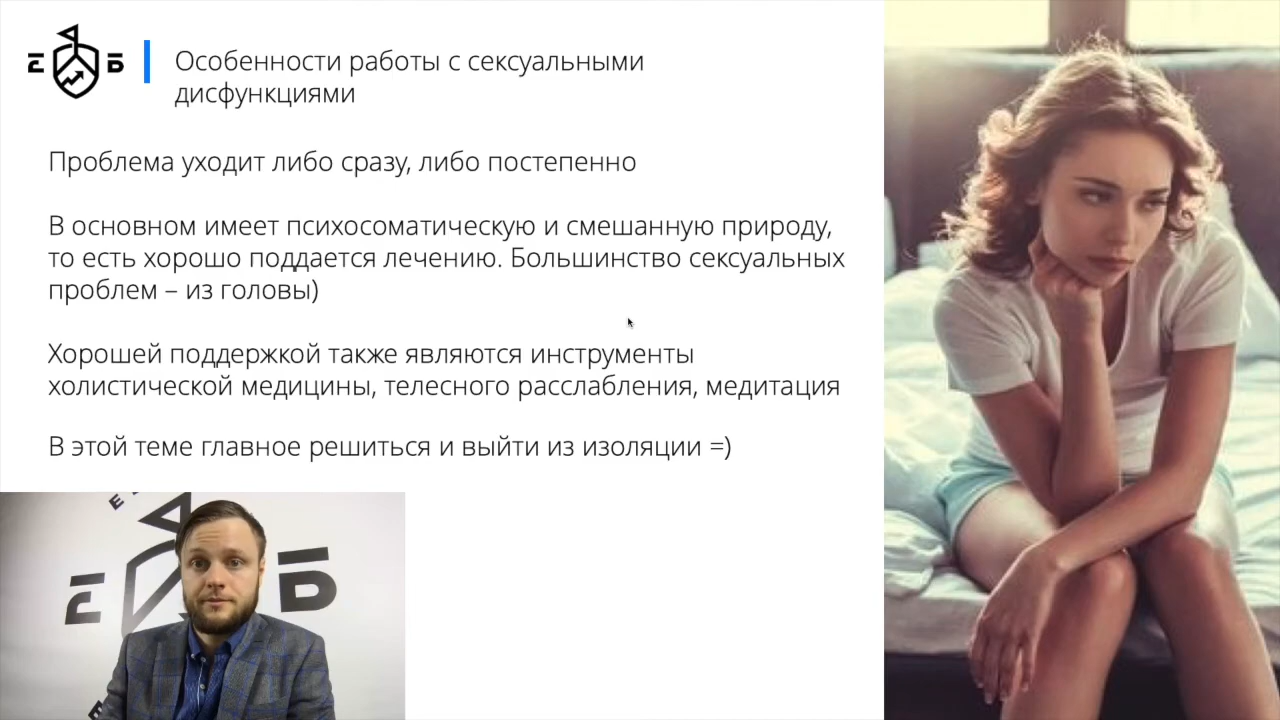 Е Б
Особенности работы с сексуальными
дисфункциями
Проблема уходит либо сразу, либо постепенно
В основном имеет психосоматическую и смешанную природу,
то есть хорошо поддается лечению. Большинство сексуальных
проблем – из головы)
Хорошей поддержкой также являются инструменты
холистической медицины, телесного расслабления, медитация
В этой теме главное решиться и выйти из изоляции =)
Е Б